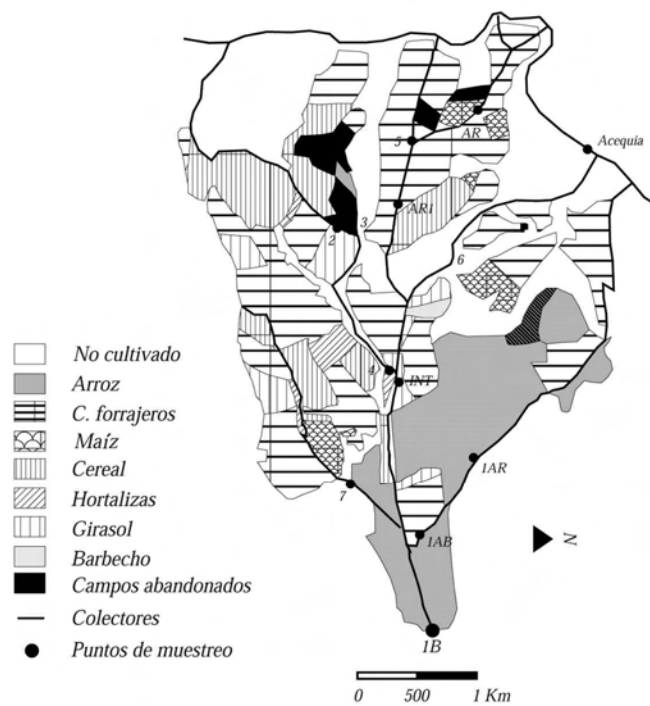 AR
Acequia
5
AR1
3
2
6
4
INT
No cultivado
Arroz
C. forrajeros
Maíz
Cereal
Hortalizas
Girasol
Barbecho
Campos abandonados
Colectores
Puntos de muestreo
7
1AR
1AB
N
1B
0 500 1 Km